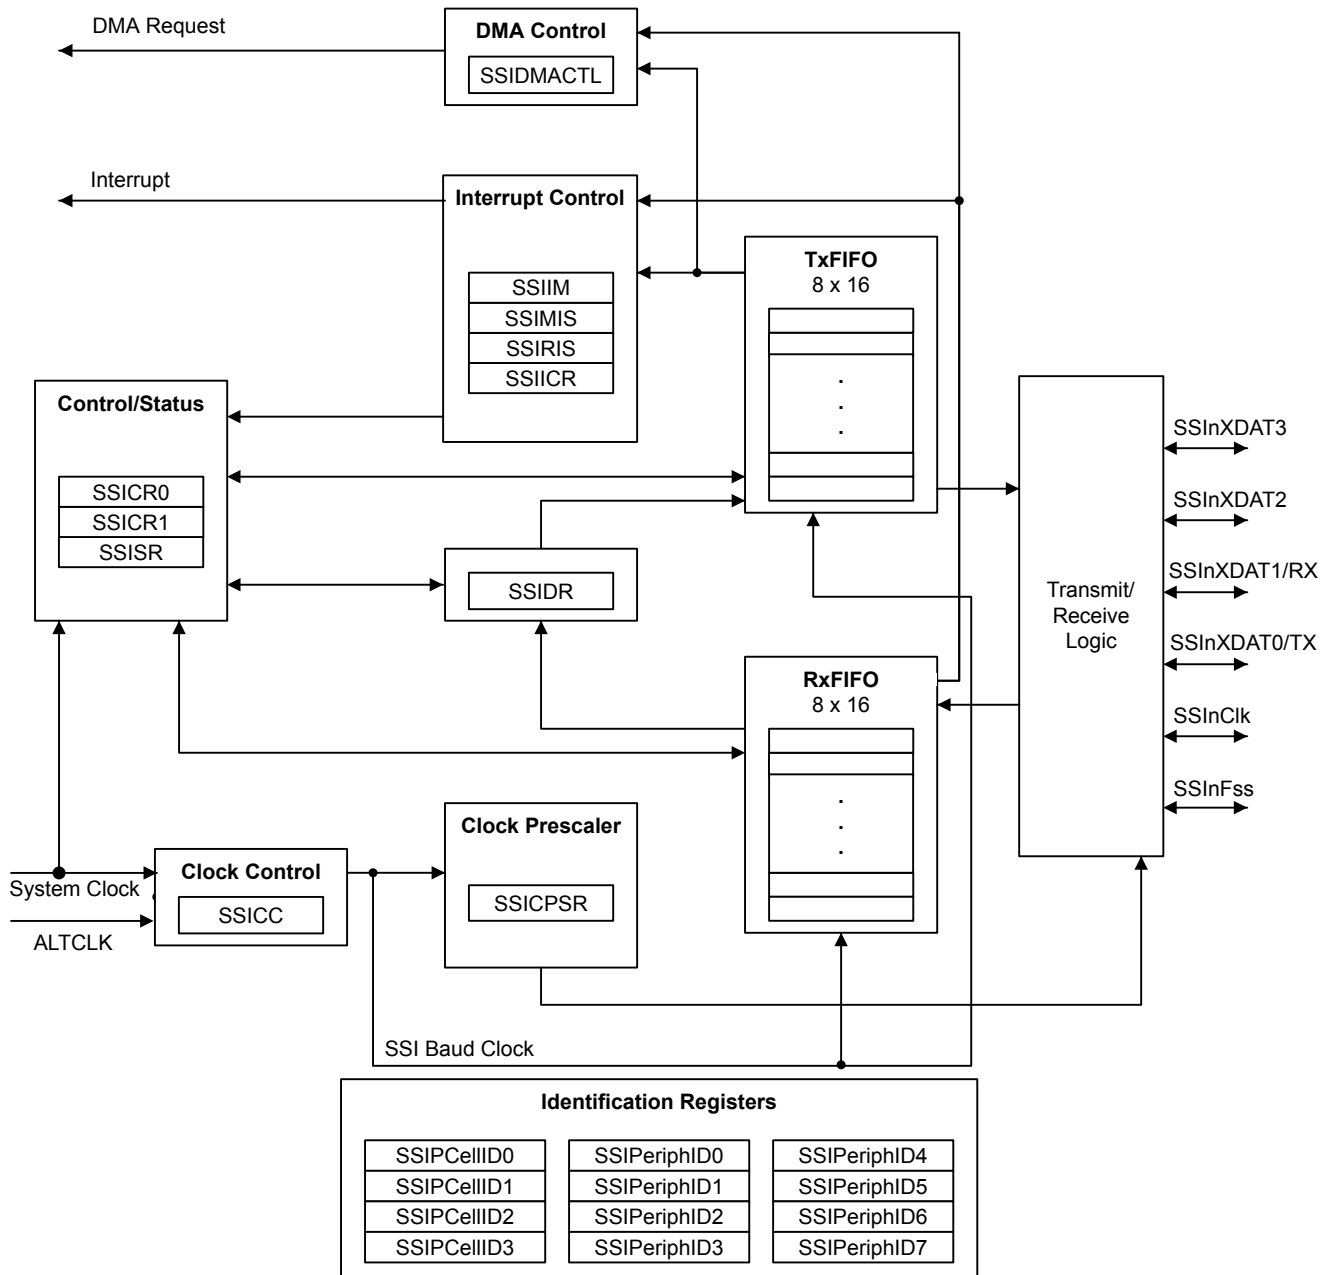 DMA Request
DMA Control
SSIDMACTL
Interrupt
Interrupt Control
SSIIM
SSIMIS
SSIRIS
SSIICR
TxFIFO
8 x 16
.
.
.
Control/Status
SSICR0
SSICR1
SSISR
SSIDR
Transmit/
Receive
Logic
SSInXDAT3
SSInXDAT2
SSInXDAT1/RX
SSInXDAT0/TX
SSInClk
SSInFss
RxFIFO
8 x 16
.
.
.
Clock Prescaler
SSICPSR
Clock Control
SSICC
System Clock
ALTCLK
SSI Baud Clock
Identification Registers
SSIPCellID0
SSIPCellID1
SSIPCellID2
SSIPCellID3
SSIPeriphID0
SSIPeriphID1
SSIPeriphID2
SSIPeriphID3
SSIPeriphID4
SSIPeriphID5
SSIPeriphID6
SSIPeriphID7